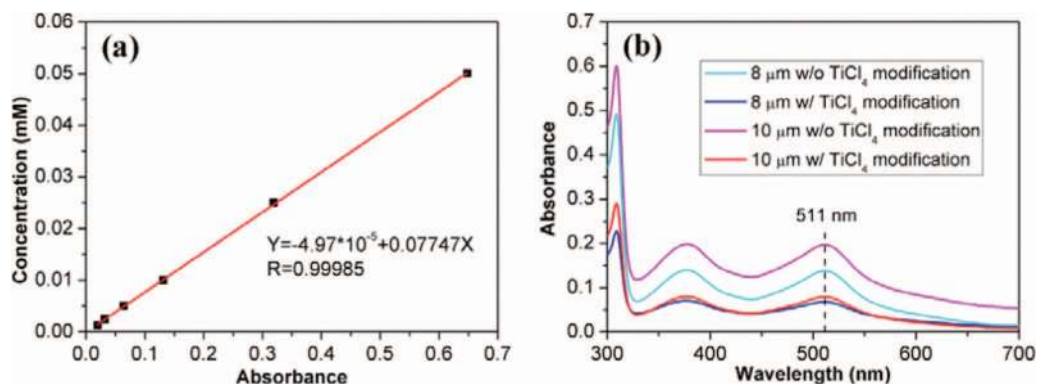 (a)
0.06
0.05
0.04
0.03
0.02
0.01
0.00
Concentration (mM)
Y=-4.97*10⁻⁵+0.07747X
R=0.99985
0.0 0.1 0.2 0.3 0.4 0.5 0.6 0.7
Absorbance
(b)
0.7
0.6
0.5
0.4
0.3
0.2
0.1
0.0
Absorbance
8 μm w/o TiCl₄ modification
8 μm w/ TiCl₄ modification
10 μm w/o TiCl₄ modification
10 μm w/ TiCl₄ modification
511 nm
300 400 500 600 700
Wavelength (nm)